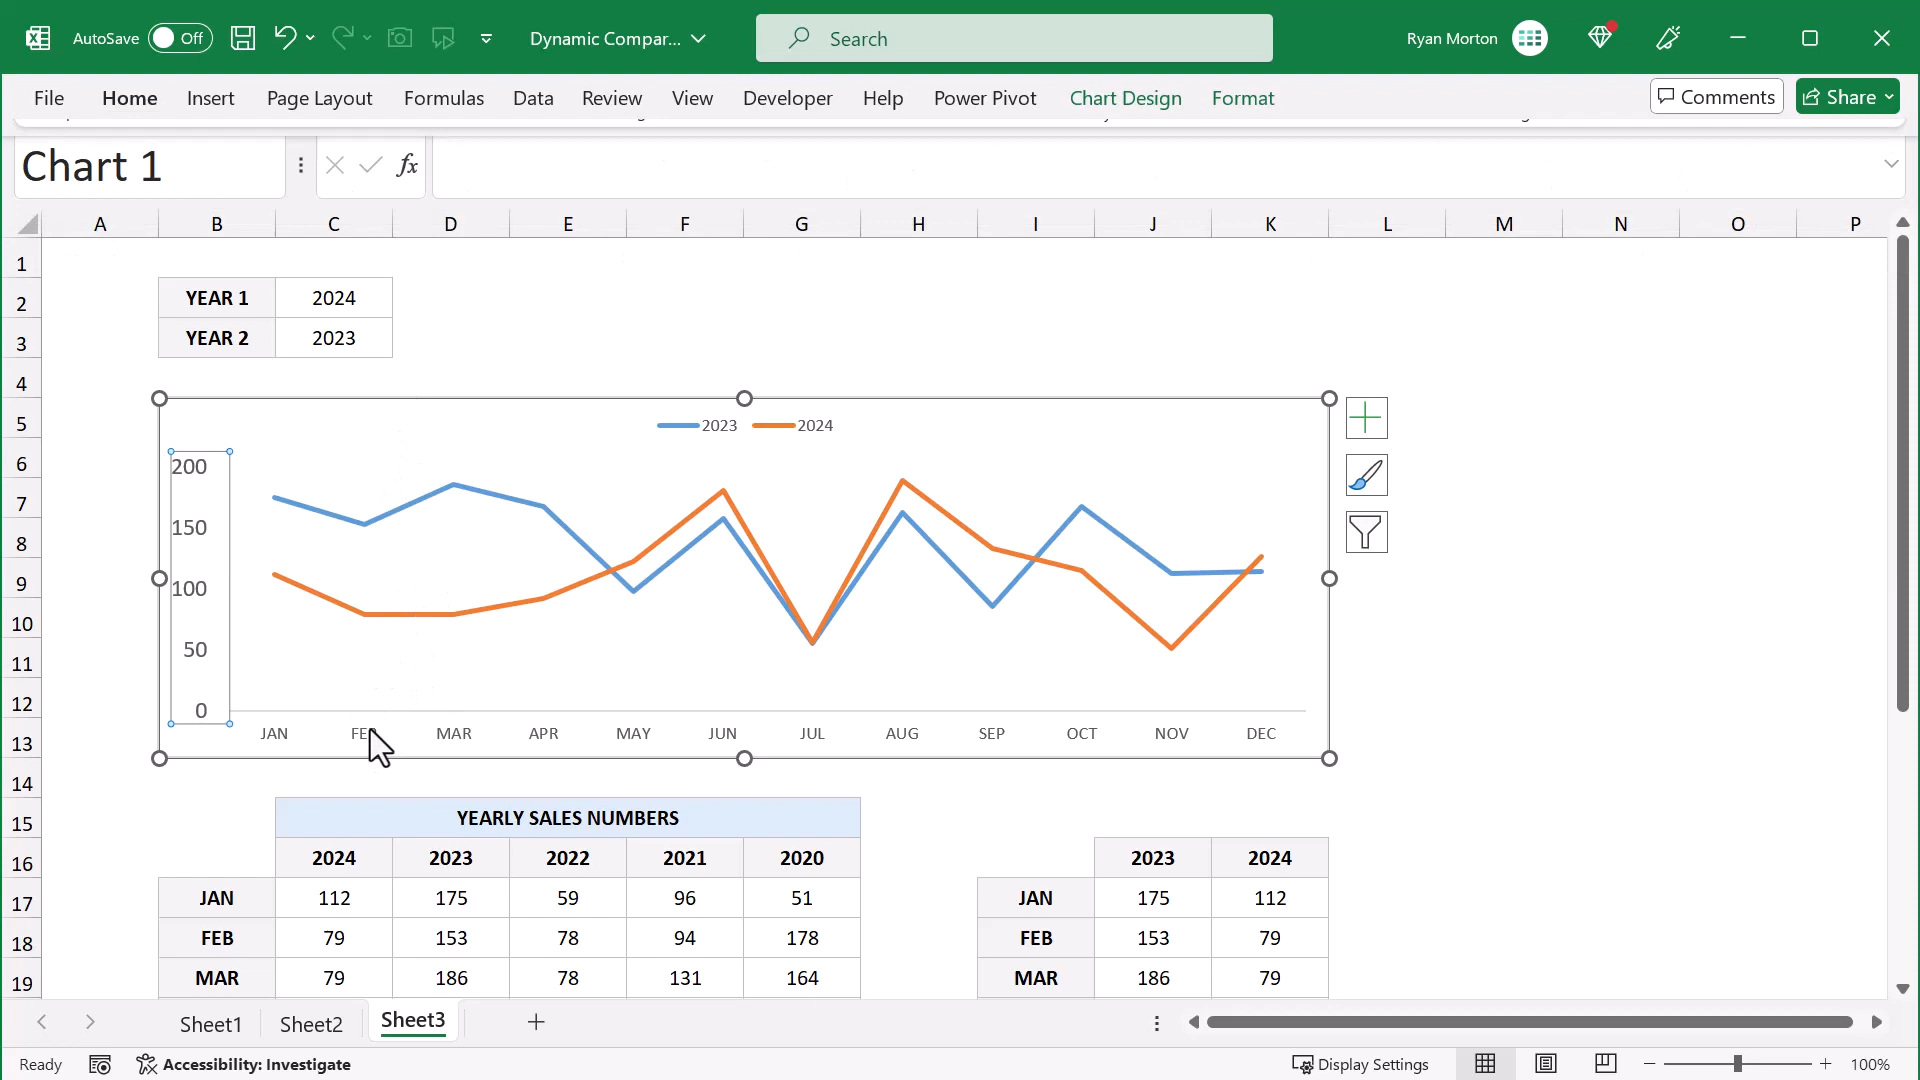 AutoSave Off Dynamic Compar... Search Ryan Morton
File Home Insert Page Layout Formulas Data Review View Developer Help Power Pivot Chart Design Format Comments Share
Chart 1 fx
A B C D E F G H I J K L M N O P
1
2 YEAR 1 2024
3 YEAR 2 2023
4
5 2023 2024
6 200
7 150
8
9 100
10
11 50
12 0
13 JAN FEB MAR APR MAY JUN JUL AUG SEP OCT NOV DEC
14
15 YEARLY SALES NUMBERS
16 2024 2023 2022 2021 2020 2023 2024
17 JAN 112 175 59 96 51 JAN 175 112
18 FEB 79 153 78 94 178 FEB 153 79
19 MAR 79 186 78 131 164 MAR 186 79
Sheet1 Sheet2 Sheet3
Ready Accessibility: Investigate Display Settings 100%